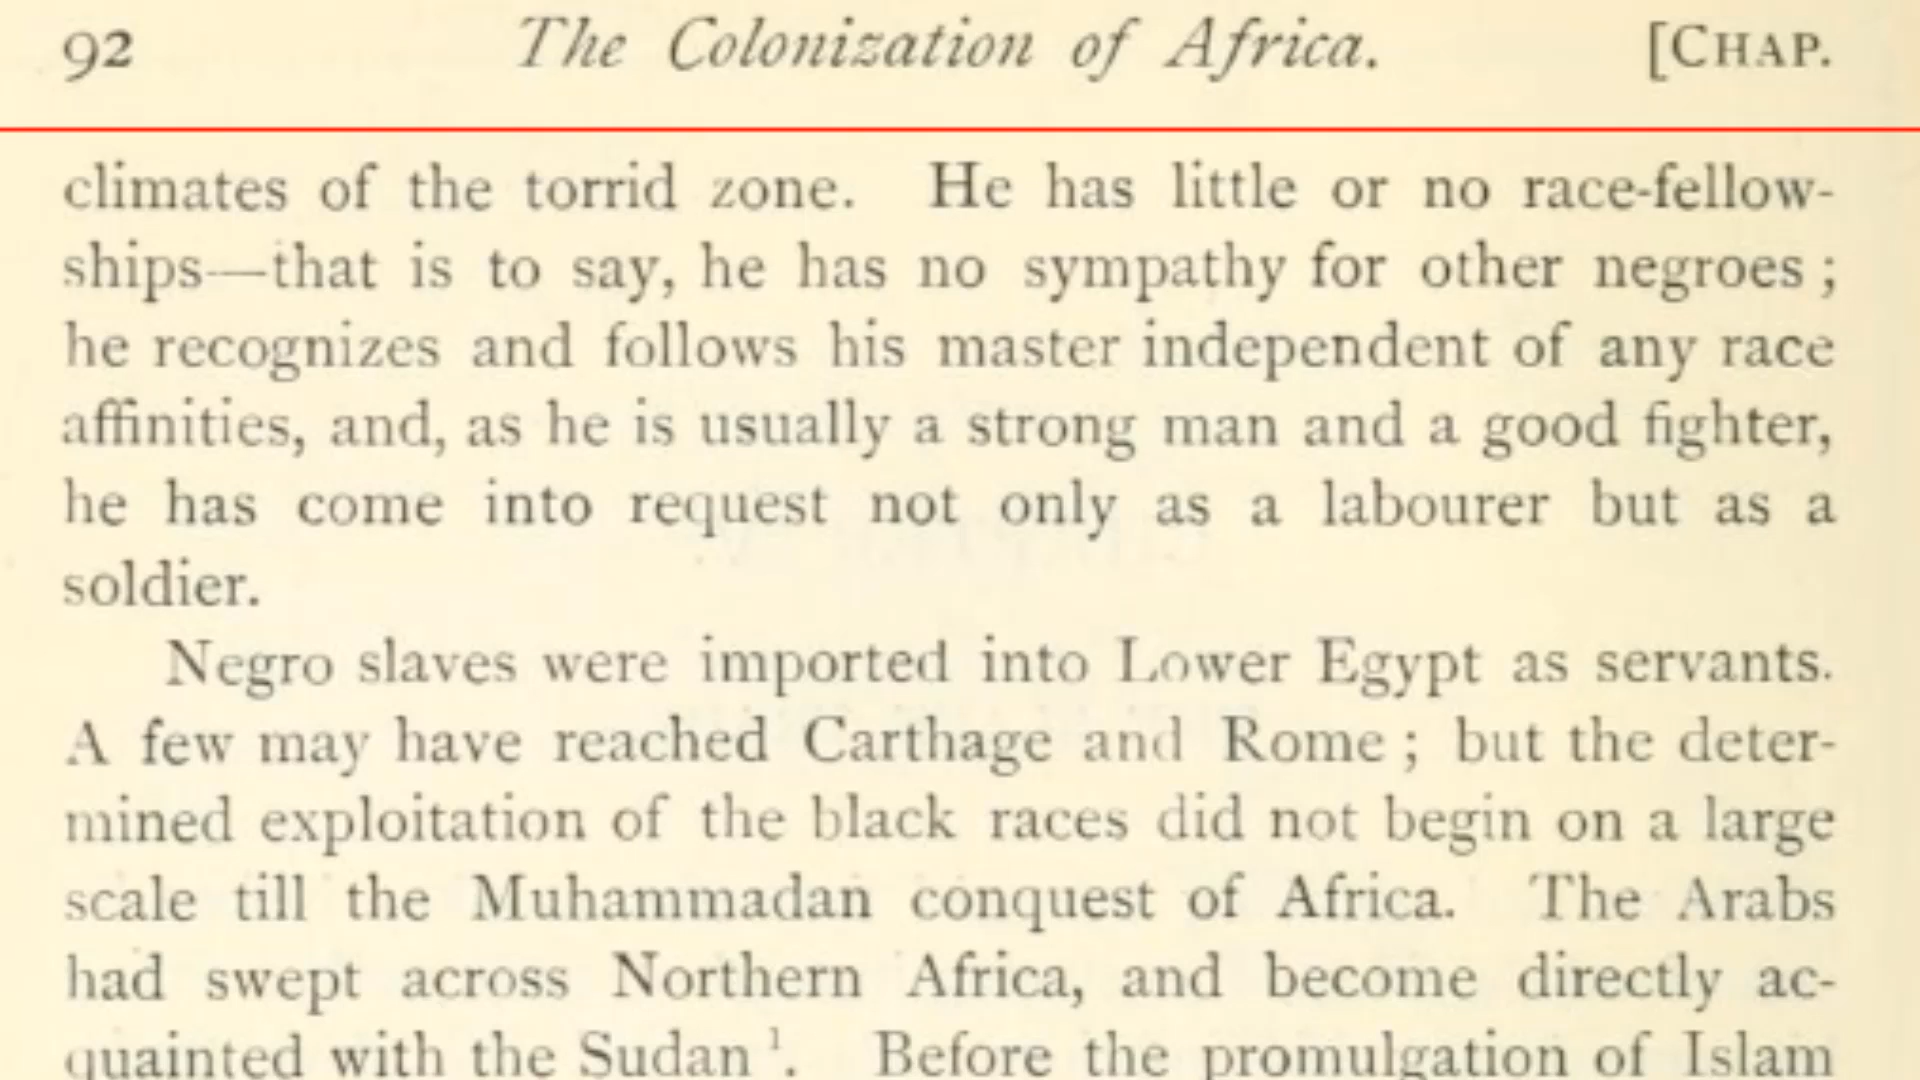 92 The Colonization of Africa. [CHAP.
climates of the torrid zone. He has little or no race-fellow-
ships—that is to say, he has no sympathy for other negroes;
he recognizes and follows his master independent of any race
affinities, and, as he is usually a strong man and a good fighter,
he has come into request not only as a labourer but as a
soldier.
Negro slaves were imported into Lower Egypt as servants.
A few may have reached Carthage and Rome; but the deter-
mined exploitation of the black races did not begin on a large
scale till the Muhammadan conquest of Africa. The Arabs
had swept across Northern Africa, and become directly ac-
quainted with the Sudan¹. Before the promulgation of Islam